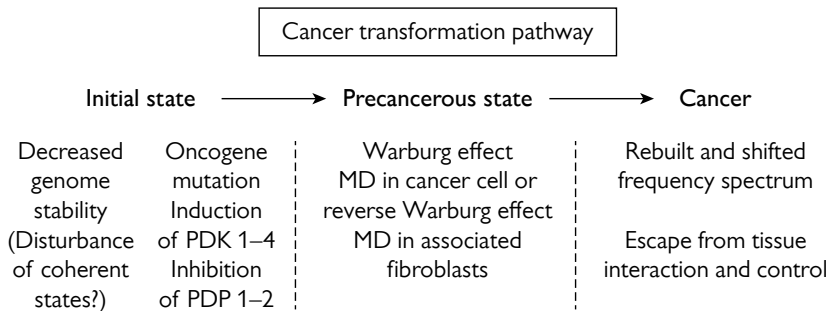 Cancer transformation pathway
Initial state
Precancerous state
Cancer
Decreased
genome
stability
(Disturbance
of coherent
states?)
Oncogene
mutation
Induction
of PDK 1–4
Inhibition
of PDP 1–2
Warburg effect
MD in cancer cell or
reverse Warburg effect
MD in associated
fibroblasts
Rebuilt and shifted
frequency spectrum
Escape from tissue
interaction and control